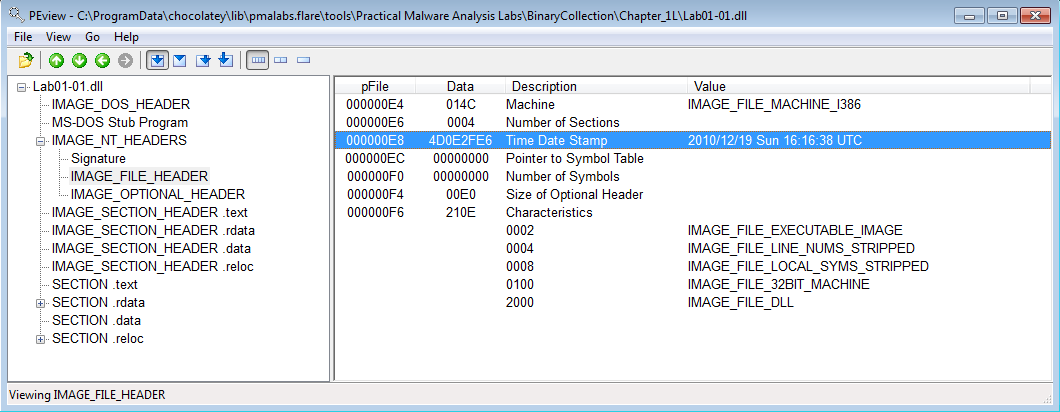 PEview - C:\ProgramData\chocolatey\lib\pmalabs.flare\tools\Practical Malware Analysis Labs\BinaryCollection\Chapter_1L\Lab01-01.dll
File View Go Help
Lab01-01.dll
IMAGE_DOS_HEADER
MS-DOS Stub Program
IMAGE_NT_HEADERS
Signature
IMAGE_FILE_HEADER
IMAGE_OPTIONAL_HEADER
IMAGE_SECTION_HEADER .text
IMAGE_SECTION_HEADER .rdata
IMAGE_SECTION_HEADER .data
IMAGE_SECTION_HEADER .reloc
SECTION .text
SECTION .rdata
SECTION .data
SECTION .reloc
pFile Data Description Value
000000E4 014C Machine IMAGE_FILE_MACHINE_I386
000000E6 0004 Number of Sections
000000E8 4D0E2FE6 Time Date Stamp 2010/12/19 Sun 16:16:38 UTC
000000EC 00000000 Pointer to Symbol Table
000000F0 00000000 Number of Symbols
000000F4 00E0 Size of Optional Header
000000F6 210E Characteristics
0002 IMAGE_FILE_EXECUTABLE_IMAGE
0004 IMAGE_FILE_LINE_NUMS_STRIPPED
0008 IMAGE_FILE_LOCAL_SYMS_STRIPPED
0100 IMAGE_FILE_32BIT_MACHINE
2000 IMAGE_FILE_DLL
Viewing IMAGE_FILE_HEADER